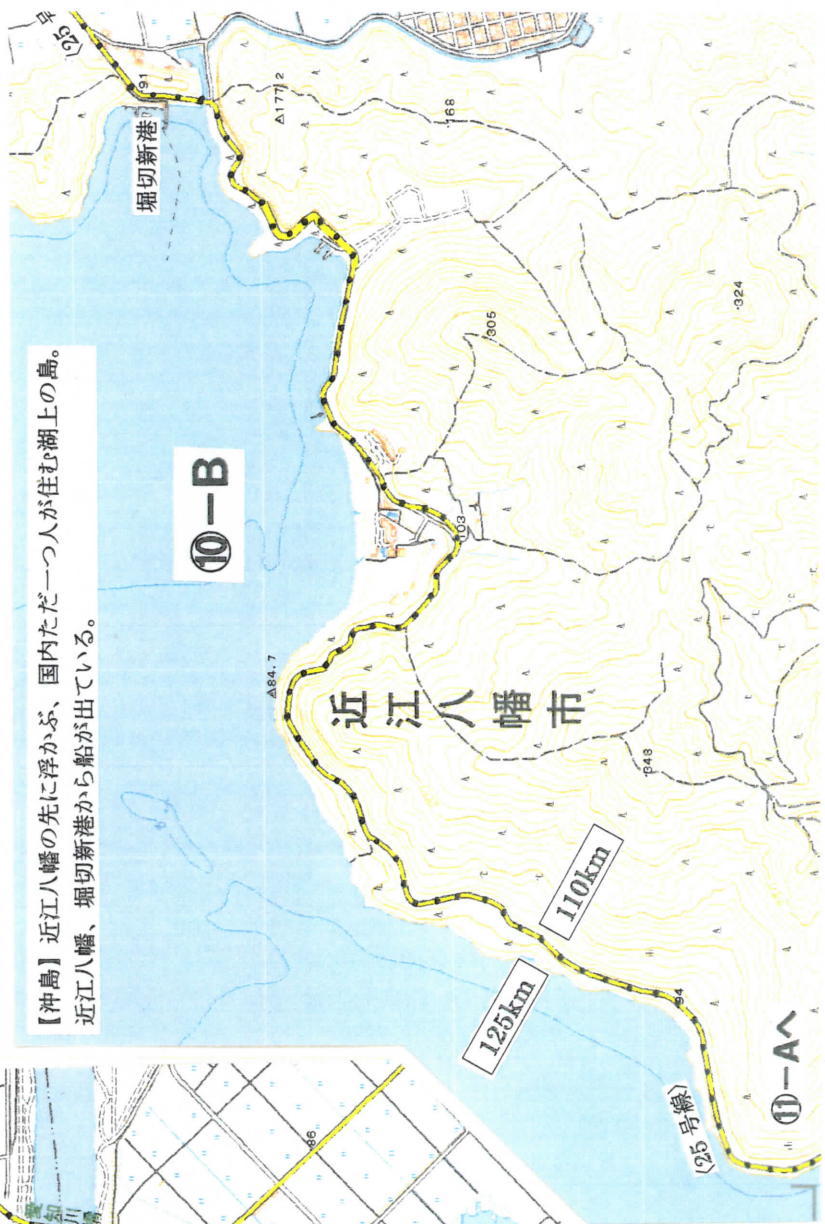 【沖島】近江八幡の先に浮かぶ、国内ただ一つ人が住む湖上の島。
近江八幡、堀切新港から船が出ている。
⑩－B
堀切新港
91
△177.2
168
305
324
103
△84.7
近江八幡市
348
110km
125km
94
〈25号線〉
⑪－Aへ
86
愛知川